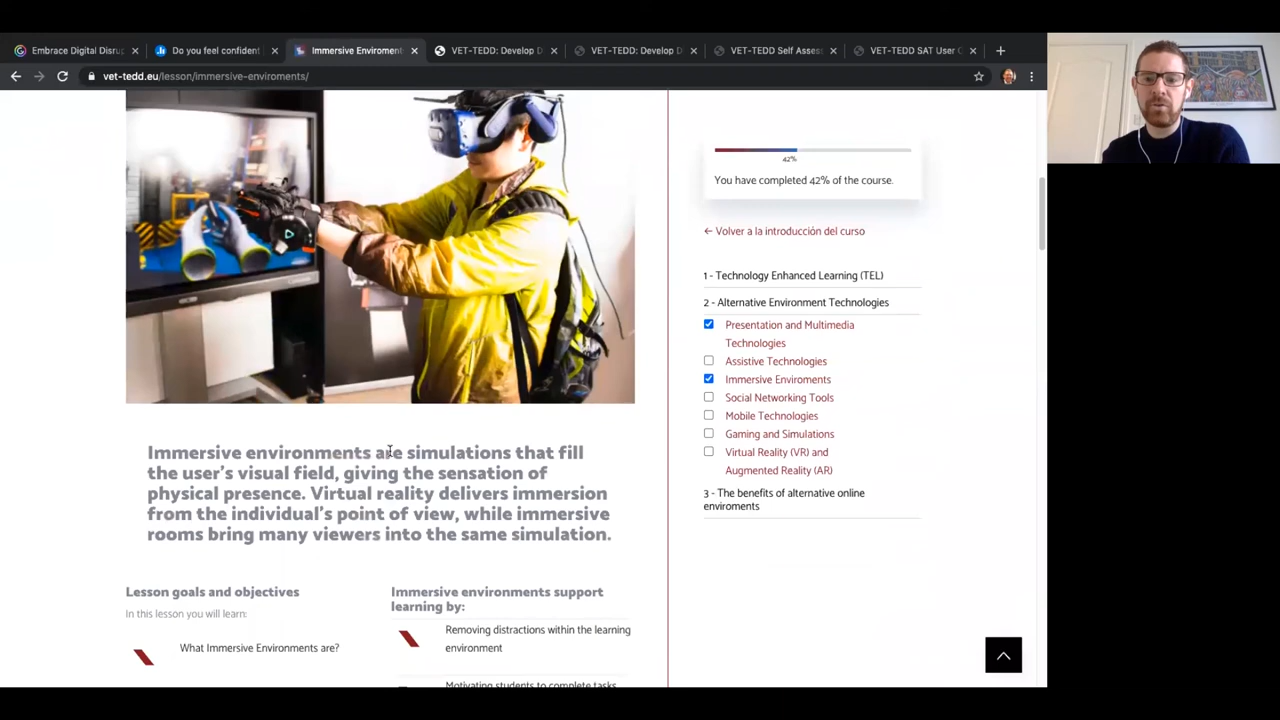 Embrace Digital Disrup
Do you feel confident
Immersive Enviroment
VET-TEDD: Develop D
VET-TEDD: Develop D
VET-TEDD Self Assess
VET-TEDD SAT User G
vet-tedd.eu/lesson/immersive-enviroments/
42%
You have completed 42% of the course.
← Volver a la introducción del curso
1 - Technology Enhanced Learning (TEL)
2 - Alternative Environment Technologies
Presentation and Multimedia
Technologies
Assistive Technologies
Immersive Enviroments
Social Networking Tools
Mobile Technologies
Gaming and Simulations
Virtual Reality (VR) and
Augmented Reality (AR)
3 - The benefits of alternative online
enviroments
Immersive environments are simulations that fill
the user's visual field, giving the sensation of
physical presence. Virtual reality delivers immersion
from the individual's point of view, while immersive
rooms bring many viewers into the same simulation.
Lesson goals and objectives
In this lesson you will learn:
What Immersive Environments are?
Immersive environments support
learning by:
Removing distractions within the learning
environment
Motivating students to complete tasks